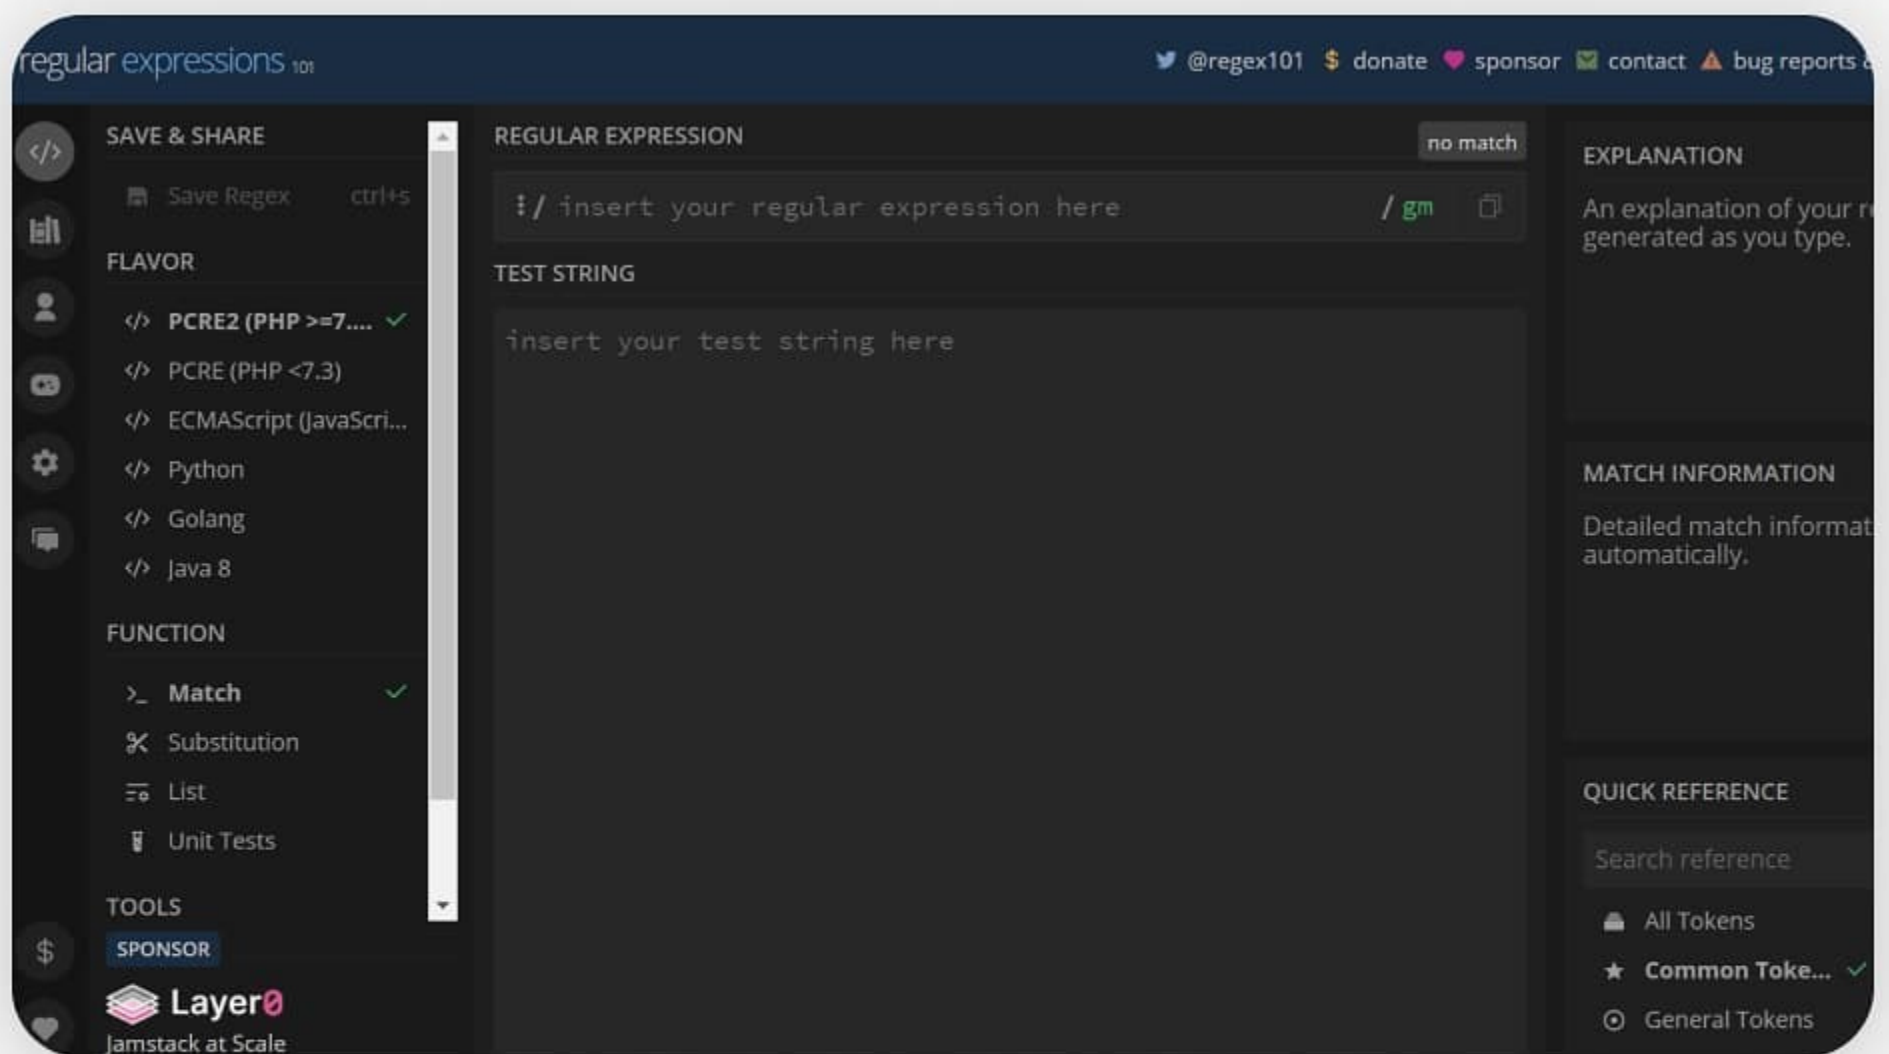 regular expressions 101
@regex101 $ donate sponsor contact bug reports
SAVE & SHARE
Save Regex ctrl+s
FLAVOR
</> PCRE2 (PHP >=7....
</> PCRE (PHP <7.3)
</> ECMAScript (JavaScri...
</> Python
</> Golang
</> Java 8
FUNCTION
>_ Match
Substitution
List
Unit Tests
TOOLS
SPONSOR
Layer0
Jamstack at Scale
REGULAR EXPRESSION
no match
/ insert your regular expression here / gm
TEST STRING
insert your test string here
EXPLANATION
An explanation of your r
generated as you type.
MATCH INFORMATION
Detailed match informat
automatically.
QUICK REFERENCE
Search reference
All Tokens
Common Toke...
General Tokens